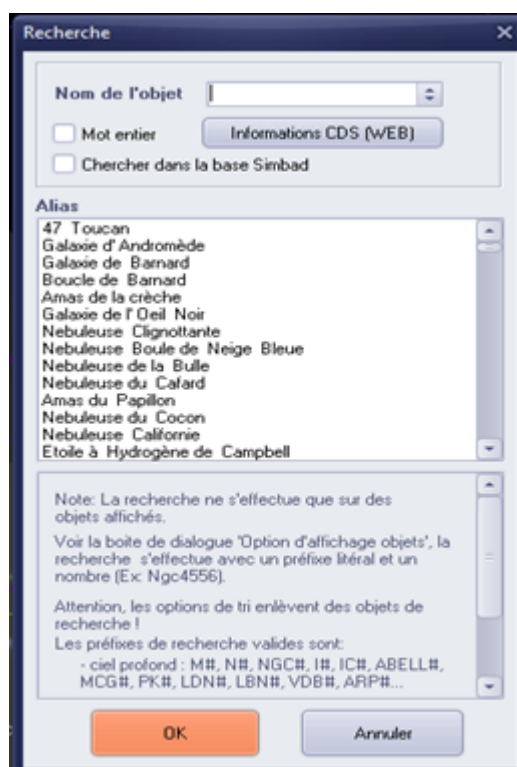 Recherche
Nom de l'objet
Mot entier
Informations CDS (WEB)
Chercher dans la base Simbad
Alias
47 Toucan
Galaxie d'Andromède
Galaxie de Barnard
Boucle de Barnard
Amas de la crèche
Galaxie de l'Oeil Noir
Nebuleuse Clignottante
Nebuleuse Boule de Neige Bleue
Nebuleuse de la Bulle
Nebuleuse du Cafard
Amas du Papillon
Nebuleuse du Cocon
Nebuleuse Californie
Etoile à Hydrogène de Campbell
Note: La recherche ne s'effectue que sur des
objets affichés.
Voir la boite de dialogue 'Option d'affichage objets', la
recherche s'effectue avec un préfixe litéral et un
nombre (Ex: Ngc4556).
Attention, les options de tri enlèvent des objets de
recherche !
Les préfixes de recherche valides sont:
- ciel profond : M#, N#, NGC#, I#, IC#, ABELL#,
MCG#, PK#, LDN#, LBN#, VDB#, ARP#...
OK
Annuler